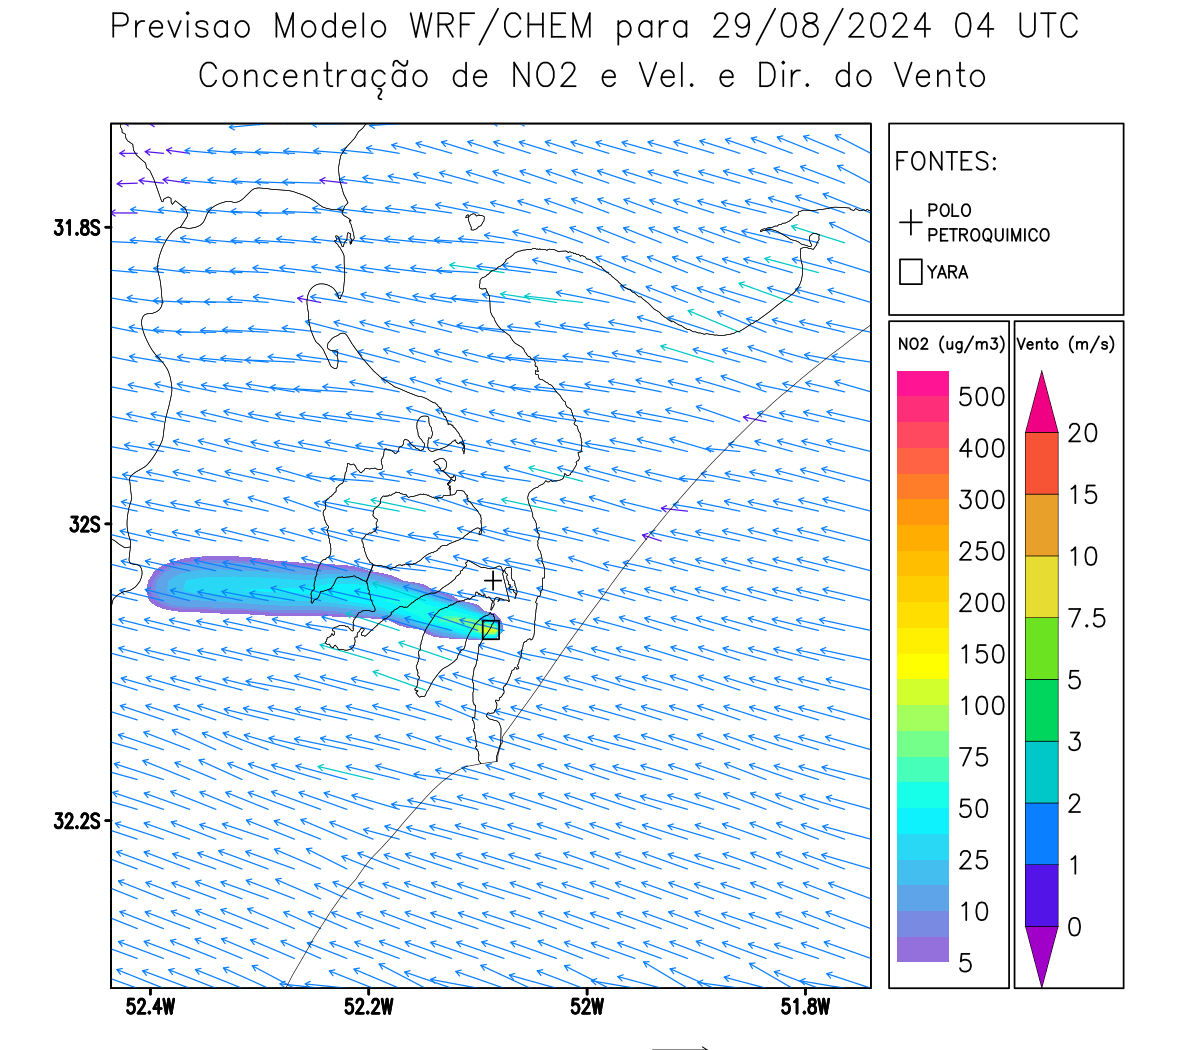 Previsao Modelo WRF/CHEM para 29/08/2024 04 UTC
Concentração de NO2 e Vel. e Dir. do Vento
FONTES:
POLO
PETROQUIMICO
YARA
NO2 (ug/m3)
500
400
300
250
200
150
100
75
50
25
10
5
Vento (m/s)
20
15
10
7.5
5
3
2
1
0
31.8S
32S
32.2S
52.4W
52.2W
52W
51.8W